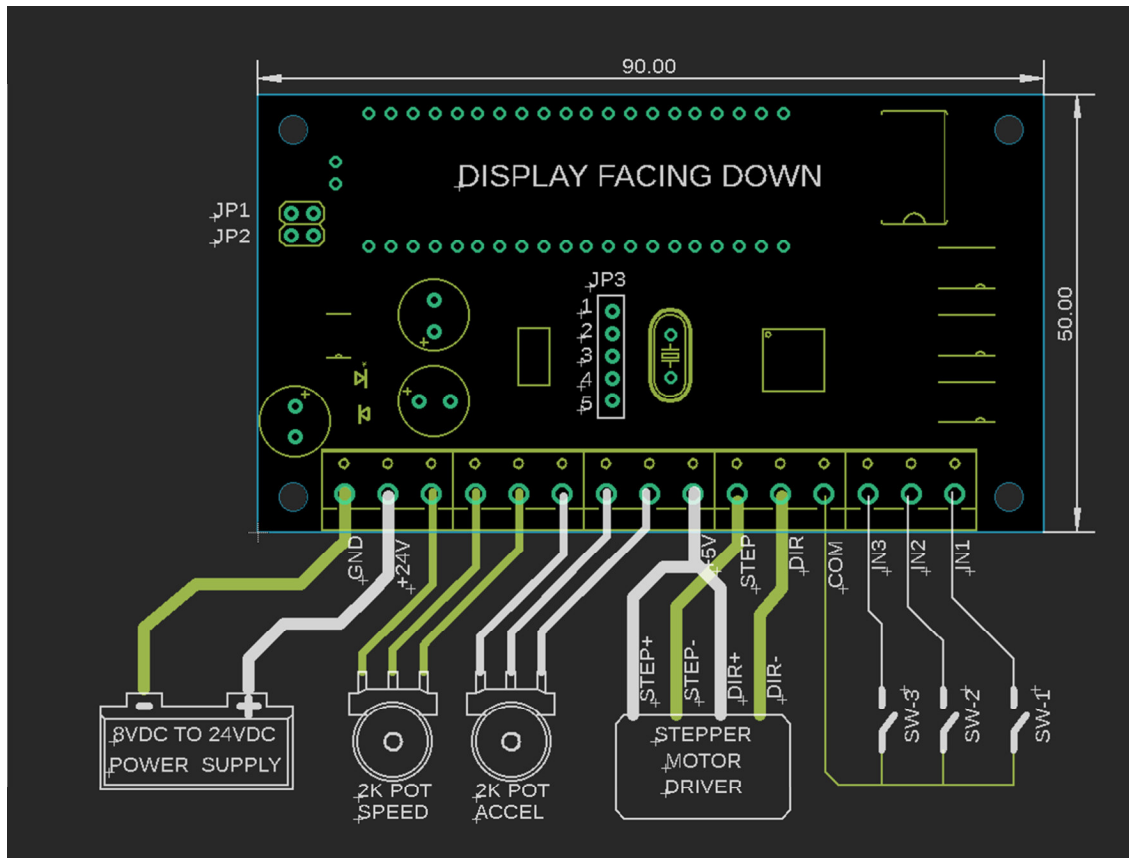 90.00
DISPLAY FACING DOWN
JP1
JP2
50.00
JP3
1
2
3
4
5
GND
+24V
+5V
STEP
DIR
COM
IN3
IN2
IN1
STEP+
STEP-
DIR+
DIR-
SW-3
SW-2
SW-1
- +
8VDC TO 24VDC
POWER SUPPLY
2K POT
SPEED
2K POT
ACCEL
STEPPER
MOTOR
DRIVER